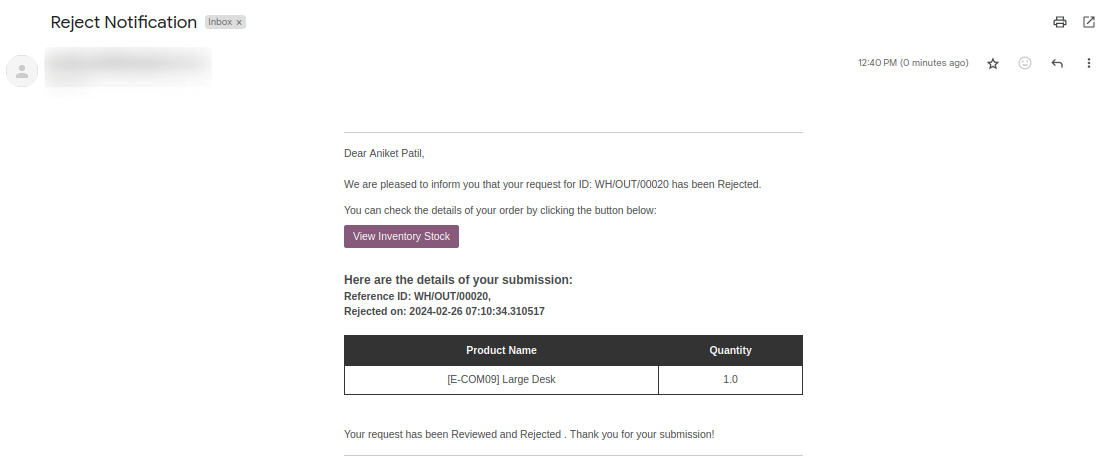 Reject Notification Inbox ×
12:40 PM (0 minutes ago)
Dear Aniket Patil,
We are pleased to inform you that your request for ID: WH/OUT/00020 has been Rejected.
You can check the details of your order by clicking the button below:
View Inventory Stock
Here are the details of your submission:
Reference ID: WH/OUT/00020,
Rejected on: 2024-02-26 07:10:34.310517
Product Name Quantity
[E-COM09] Large Desk 1.0
Your request has been Reviewed and Rejected . Thank you for your submission!